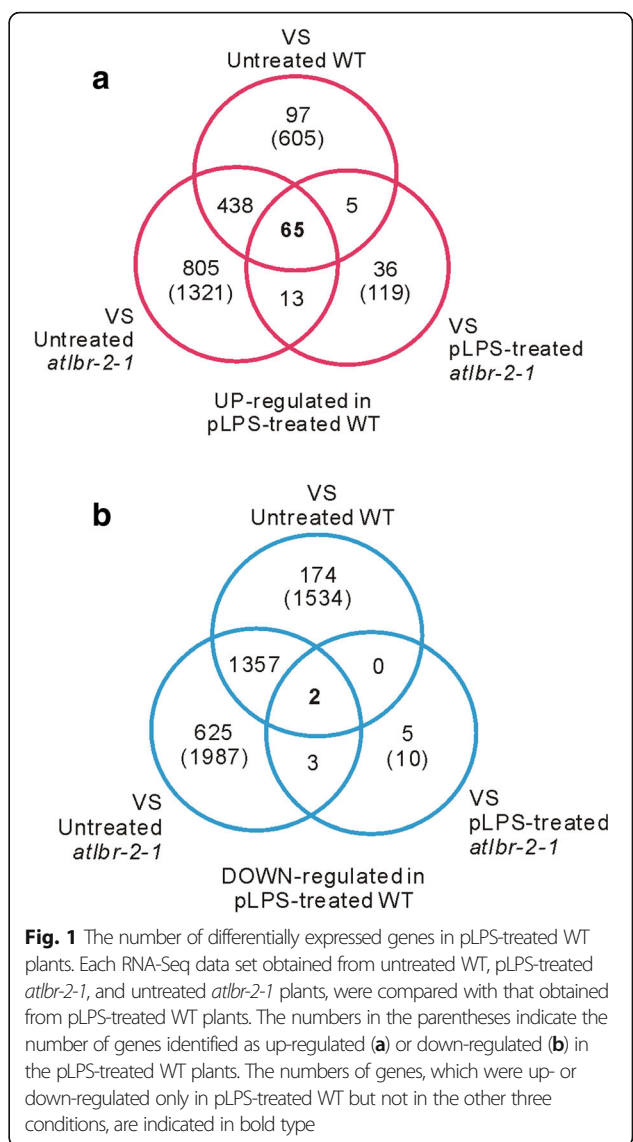 a
VS
Untreated WT
97
(605)
438
5
65
805
(1321)
13
36
(119)
VS
Untreated
atlbr-2-1
VS
pLPS-treated
atlbr-2-1
UP-regulated in
pLPS-treated WT
b
VS
Untreated WT
174
(1534)
1357
0
2
625
(1987)
3
5
(10)
VS
Untreated
atlbr-2-1
VS
pLPS-treated
atlbr-2-1
DOWN-regulated in
pLPS-treated WT
Fig. 1 The number of differentially expressed genes in pLPS-treated WT
plants. Each RNA-Seq data set obtained from untreated WT, pLPS-treated
atlbr-2-1, and untreated atlbr-2-1 plants, were compared with that obtained
from pLPS-treated WT plants. The numbers in the parentheses indicate the
number of genes identified as up-regulated (a) or down-regulated (b) in
the pLPS-treated WT plants. The numbers of genes, which were up- or
down-regulated only in pLPS-treated WT but not in the other three
conditions, are indicated in bold type